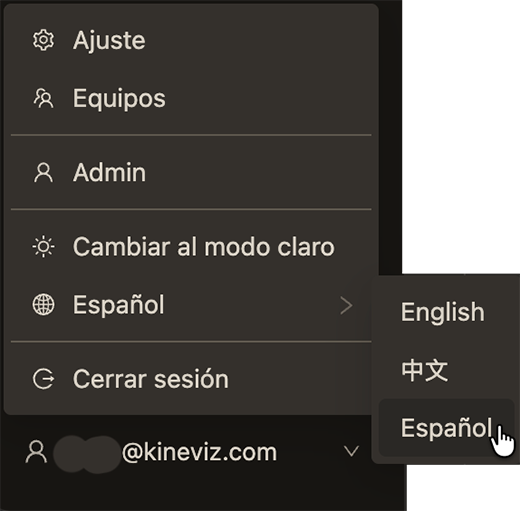 Ajuste
Equipos
Admin
Cambiar al modo claro
Español
Cerrar sesión
@kineviz.com
English
中文
Español